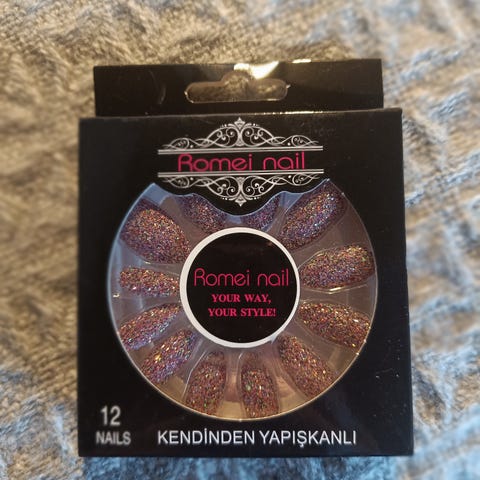 Romei nail
Romei nail
YOUR WAY,
YOUR STYLE!
12
NAILS
KENDİNDEN YAPIŞKANLI